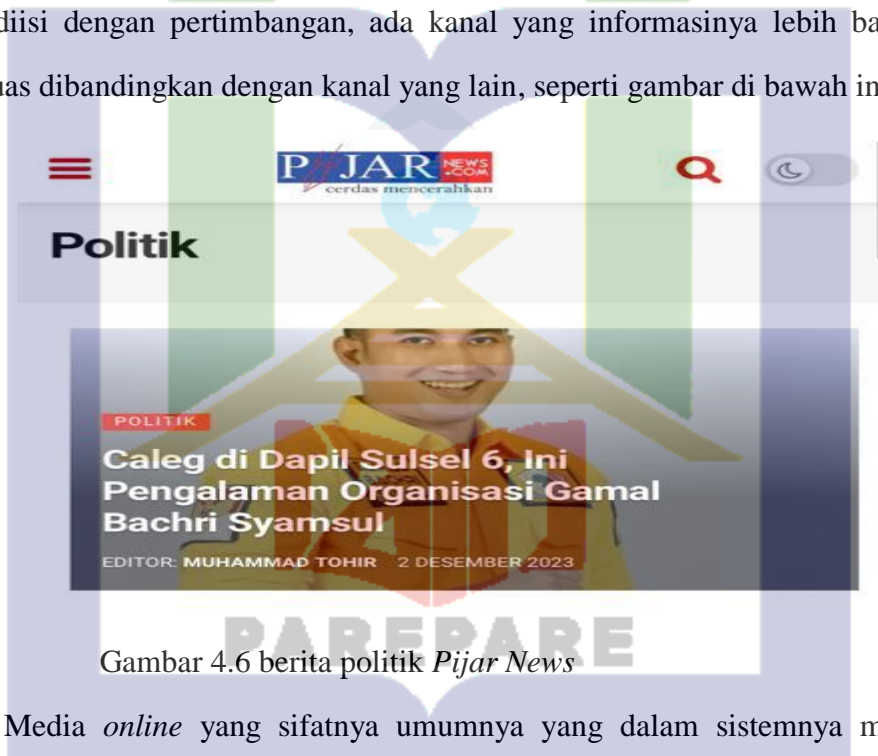 diisi dengan pertimbangan, ada kanal yang informasinya lebih ba
uas dibandingkan dengan kanal yang lain, seperti gambar di bawah in
PIJAR NEWS .COM
cerdas mencerahkan
Politik
POLITIK
Caleg di Dapil Sulsel 6, Ini
Pengalaman Organisasi Gamal
Bachri Syamsul
EDITOR: MUHAMMAD TOHIR 2 DESEMBER 2023
PAREPARE
Gambar 4.6 berita politik Pijar News
Media online yang sifatnya umumnya yang dalam sistemnya m